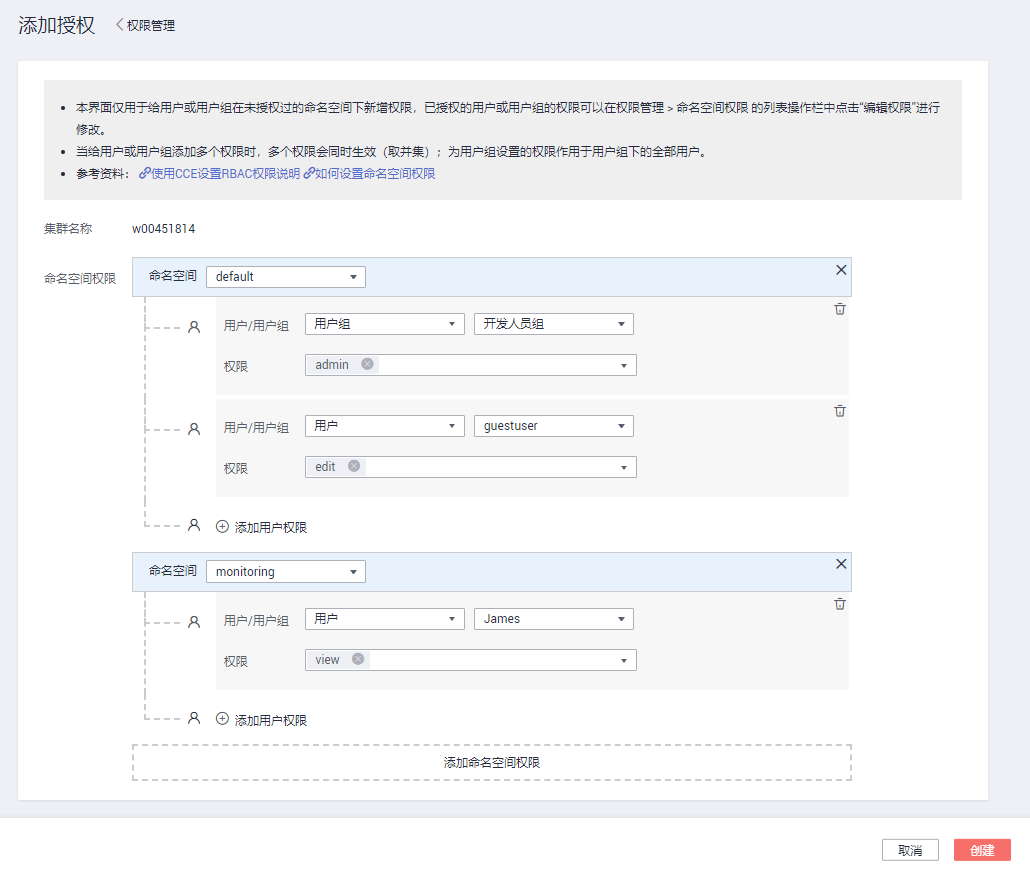 添加授权 权限管理
本界面仅用于给用户或用户组在未授权过的命名空间下新增权限，已授权的用户或用户组的权限可以在权限管理 > 命名空间权限 的列表操作栏中点击“编辑权限”进行
修改。
当给用户或用户组添加多个权限时，多个权限会同时生效（取并集）；为用户组设置的权限作用于用户组下的全部用户。
参考资料： 使用CCE设置RBAC权限说明 如何设置命名空间权限
集群名称 w00451814
命名空间权限 命名空间 default
用户/用户组 用户组 开发人员组
权限 admin
用户/用户组 用户 guestuser
权限 edit
添加用户权限
命名空间 monitoring
用户/用户组 用户 James
权限 view
添加用户权限
添加命名空间权限
取消 创建